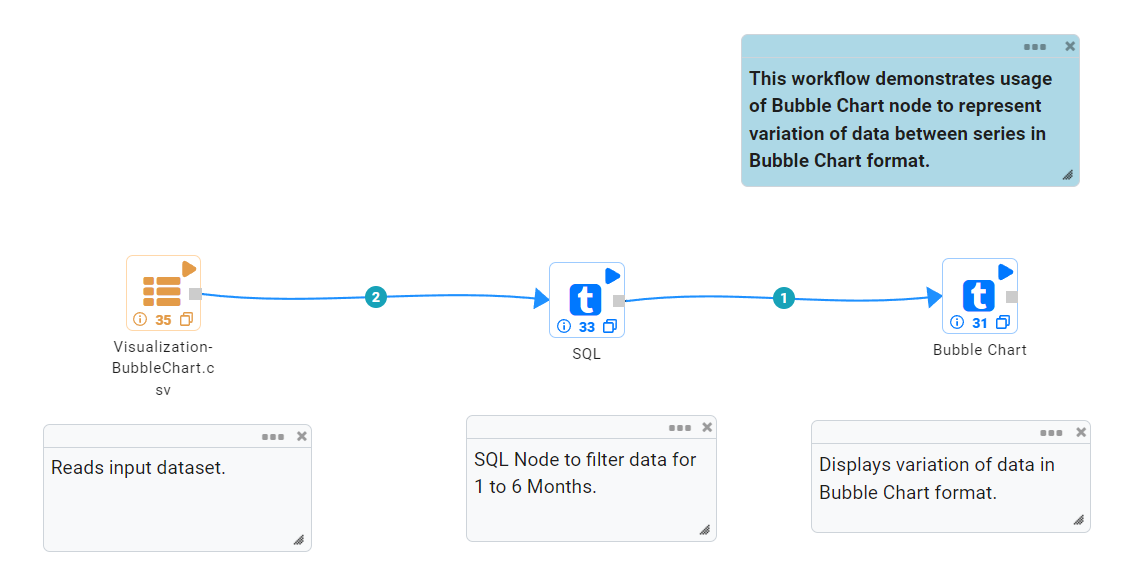 This workflow demonstrates usage
of Bubble Chart node to represent
variation of data between series in
Bubble Chart format.
2
1
35
33
31
Visualization-
BubbleChart.c
sv
SQL
Bubble Chart
Reads input dataset.
SQL Node to filter data for
1 to 6 Months.
Displays variation of data in
Bubble Chart format.